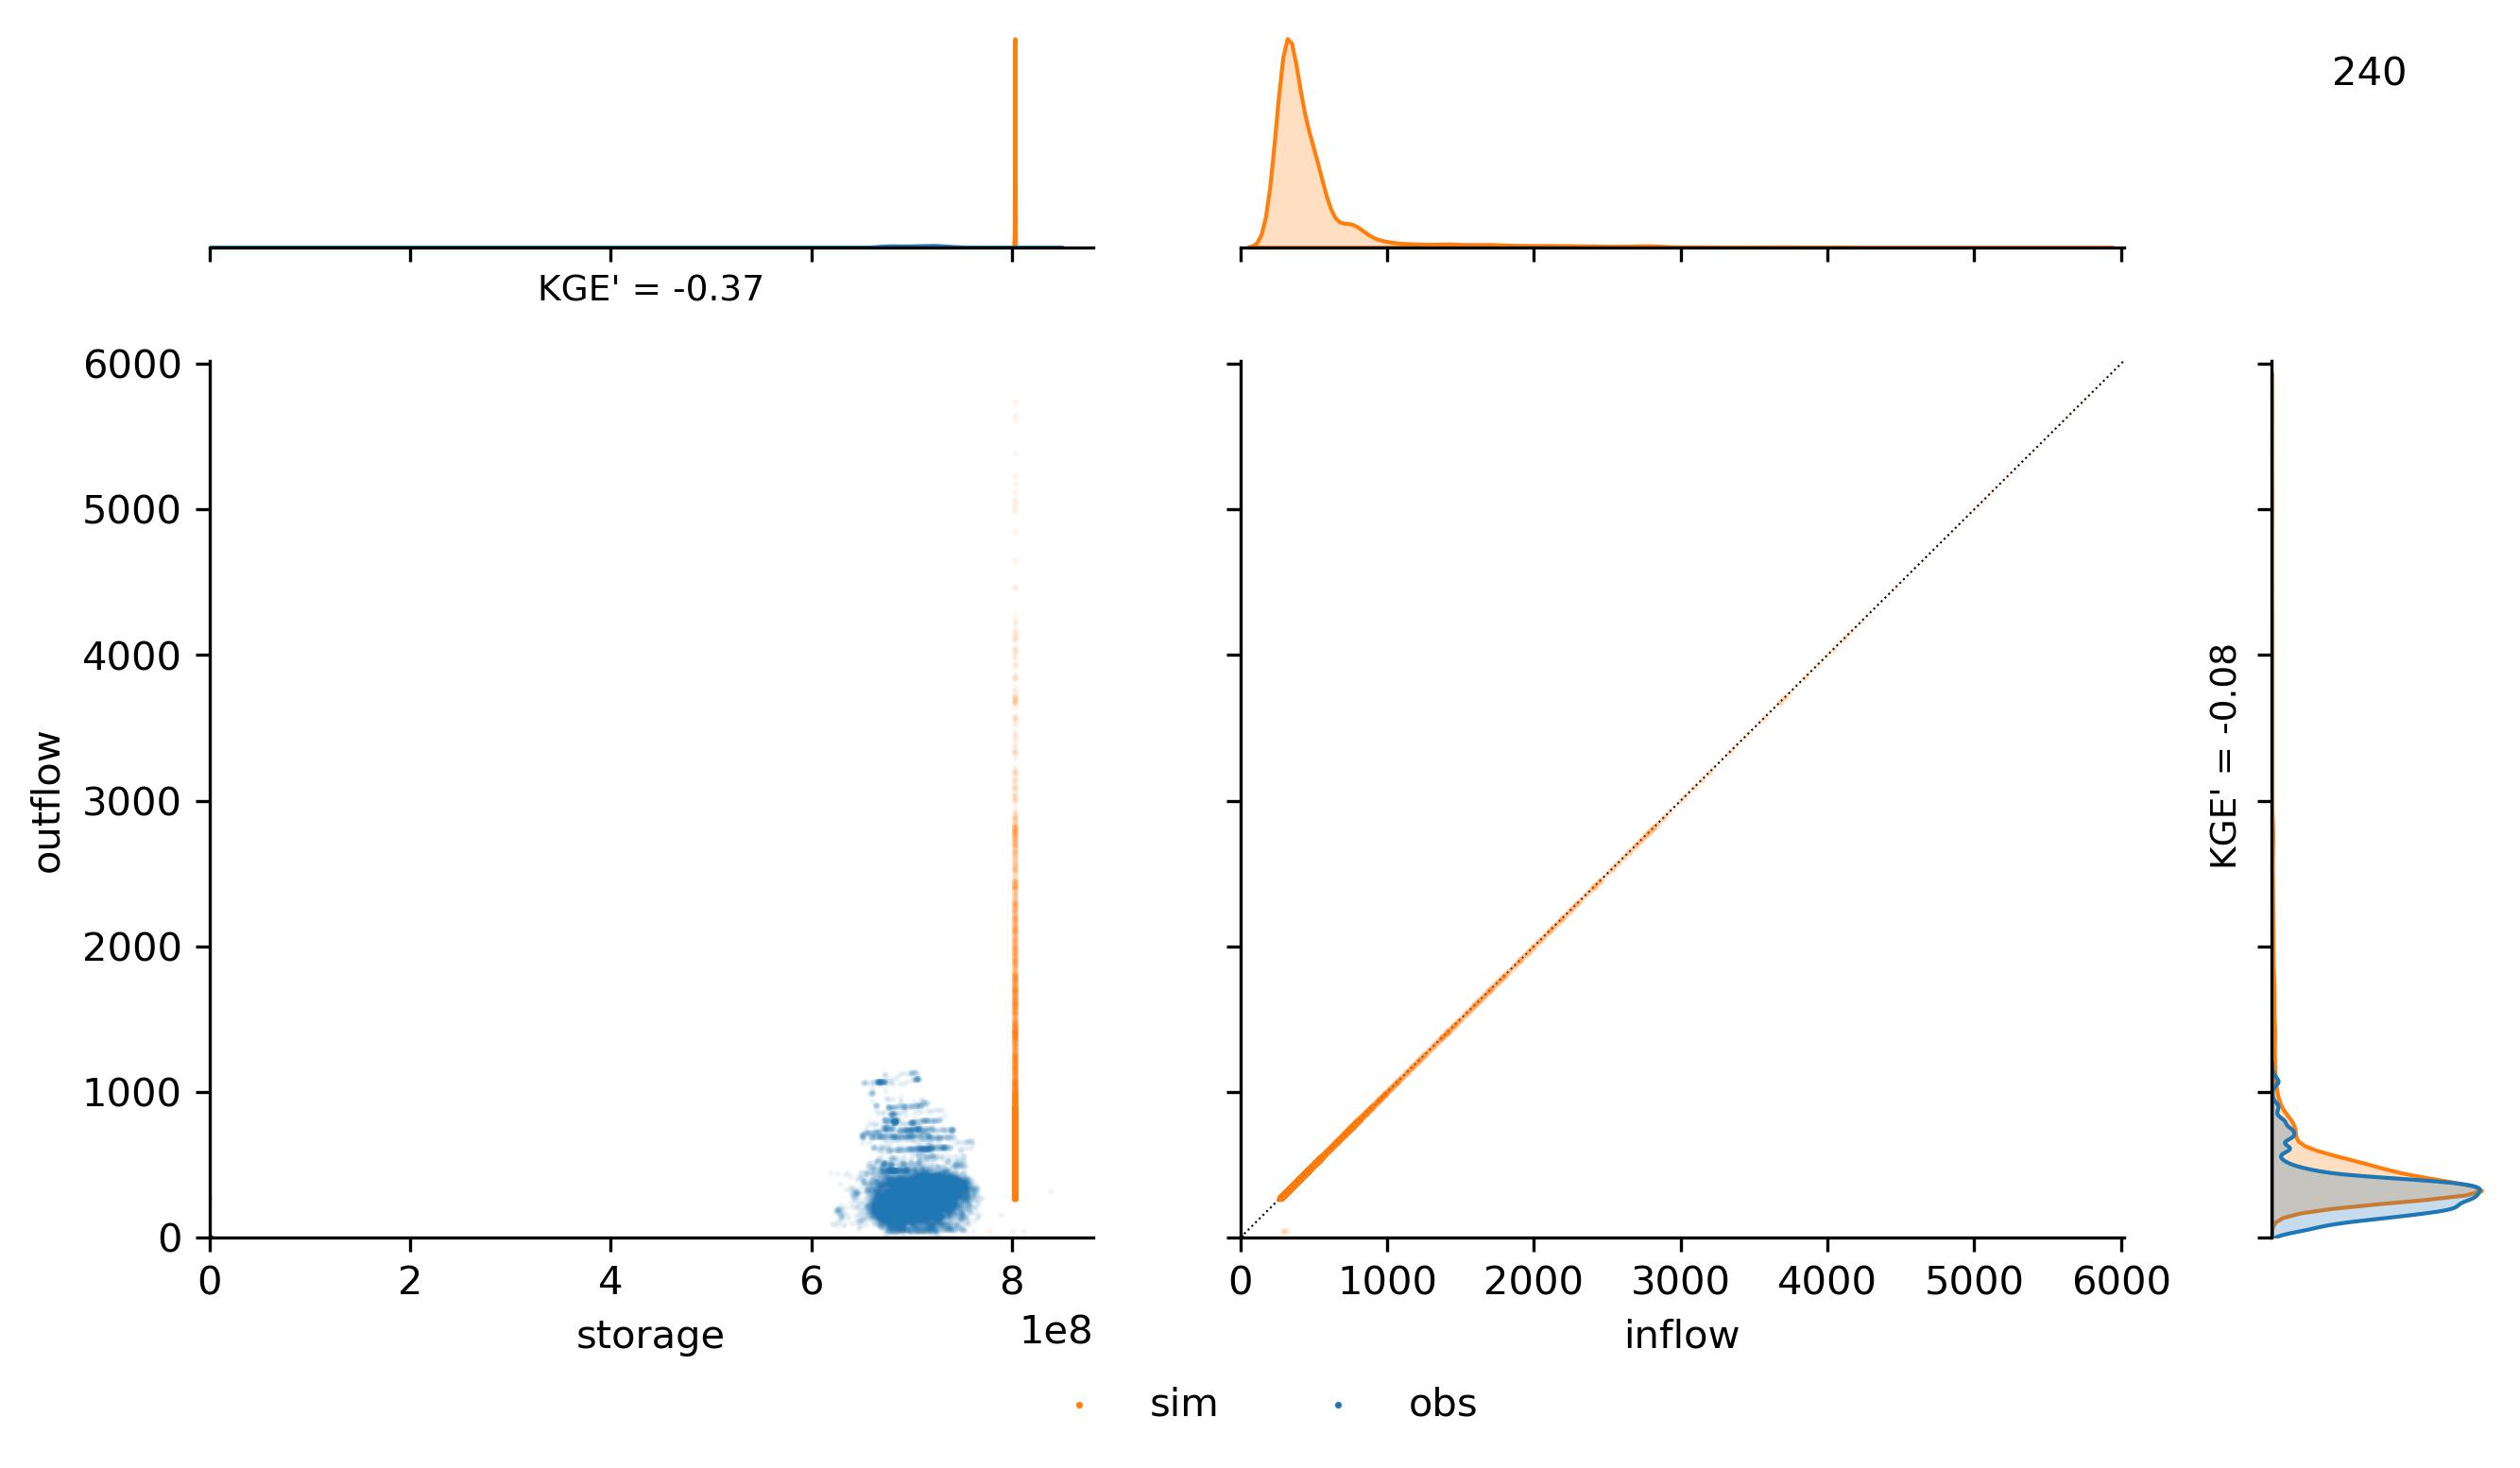 240
KGE' = -0.37
6000
5000
4000
3000
2000
1000
0
outflow
KGE' = -0.08
0 2 4 6 8
1e8
storage
0 1000 2000 3000 4000 5000 6000
inflow
sim obs